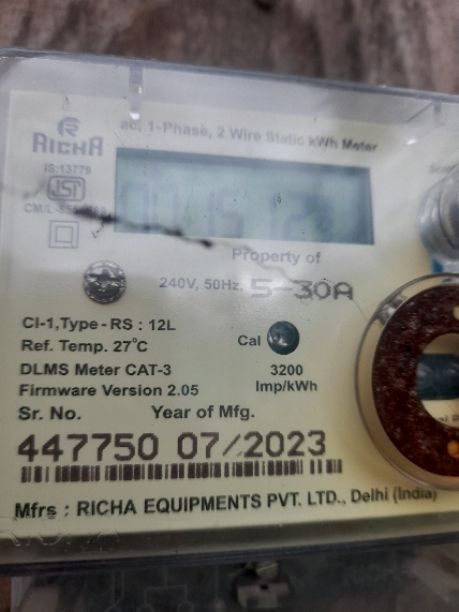 ac, 1-Phase, 2 Wire Static kWh Meter
RICHA
IS:13779
ISI
CM/L-
Property of
240V, 50Hz, 5-30A
Cl-1,Type - RS : 12L
Cal
Ref. Temp. 27°C
DLMS Meter CAT-3
3200
Firmware Version 2.05
Imp/kWh
Sr. No. Year of Mfg.
447750 07/2023
Mfrs : RICHA EQUIPMENTS PVT. LTD., Delhi (India)